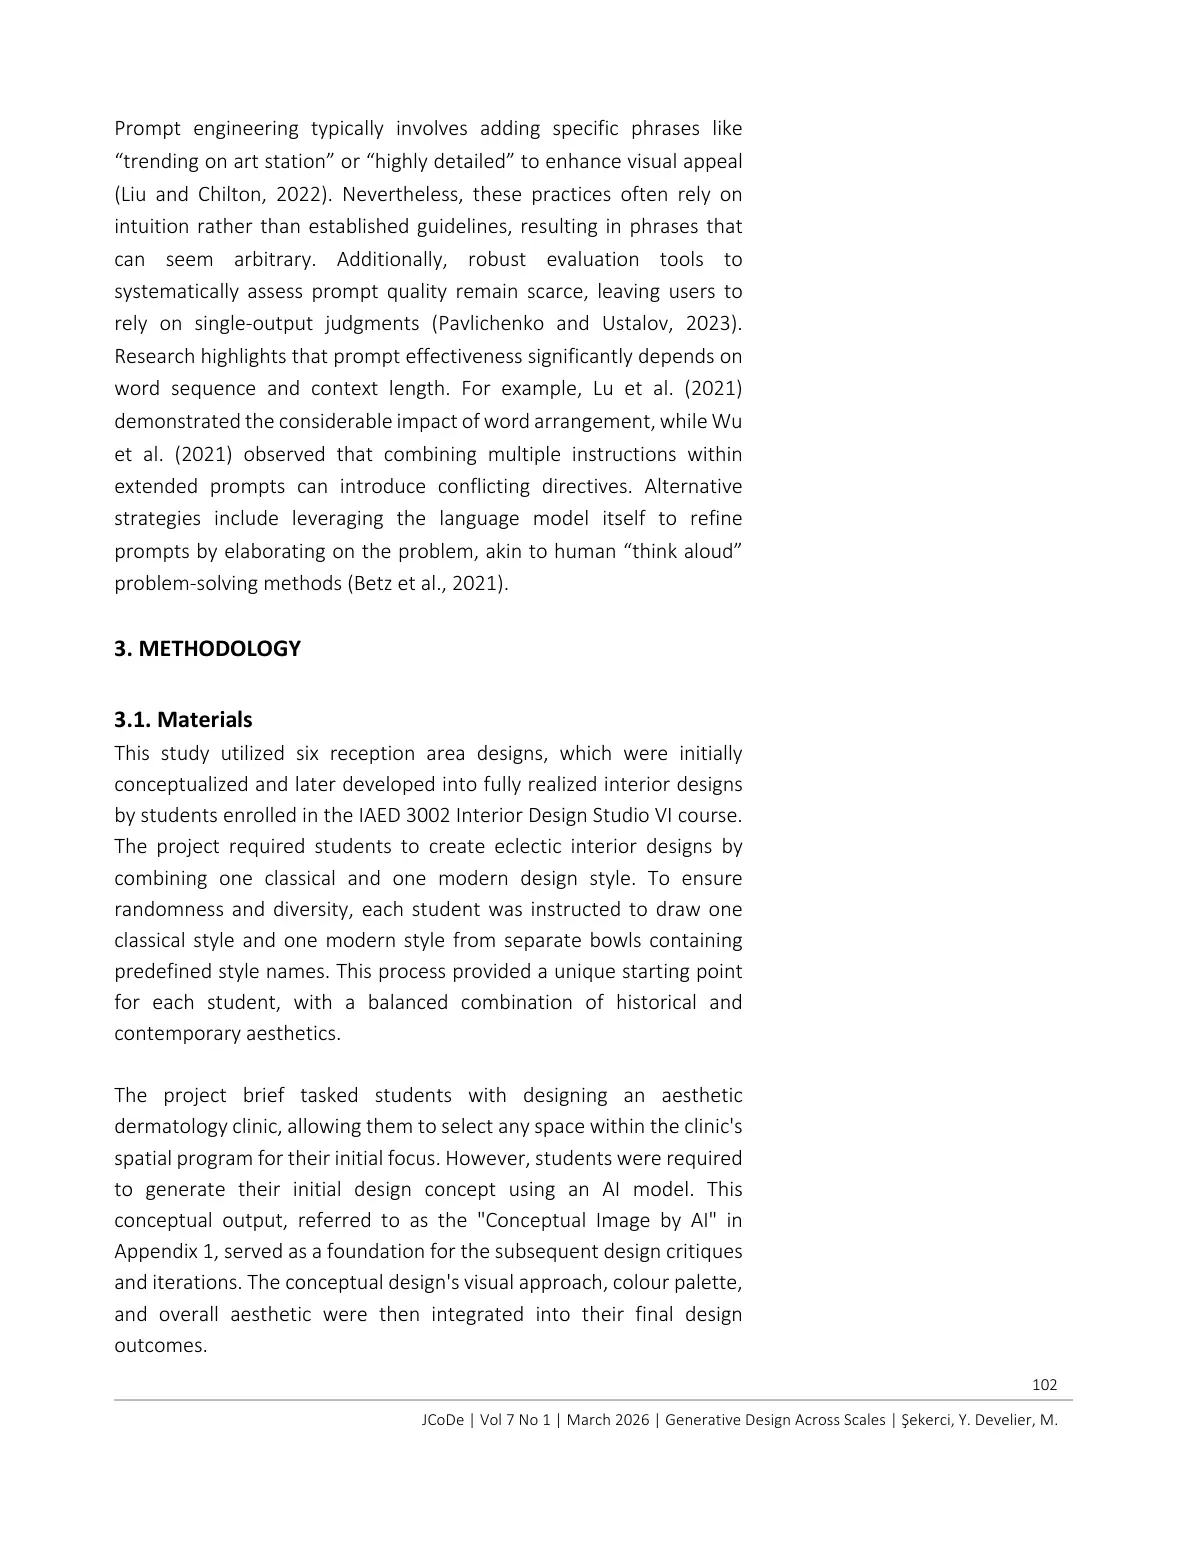 Prompt engineering typically involves adding specific phrases like
“trending on art station” or “highly detailed” to enhance visual appeal
(Liu and Chilton, 2022). Nevertheless, these practices often rely on
intuition rather than established guidelines, resulting in phrases that
can seem arbitrary. Additionally, robust evaluation tools to
systematically assess prompt quality remain scarce, leaving users to
rely on single-output judgments (Pavlichenko and Ustalov, 2023).
Research highlights that prompt effectiveness significantly depends on
word sequence and context length. For example, Lu et al. (2021)
demonstrated the considerable impact of word arrangement, while Wu
et al. (2021) observed that combining multiple instructions within
extended prompts can introduce conflicting directives. Alternative
strategies include leveraging the language model itself to refine
prompts by elaborating on the problem, akin to human “think aloud”
problem-solving methods (Betz et al., 2021).
3. METHODOLOGY
3.1. Materials
This study utilized six reception area designs, which were initially
conceptualized and later developed into fully realized interior designs
by students enrolled in the IAED 3002 Interior Design Studio VI course.
The project required students to create eclectic interior designs by
combining one classical and one modern design style. To ensure
randomness and diversity, each student was instructed to draw one
classical style and one modern style from separate bowls containing
predefined style names. This process provided a unique starting point
for each student, with a balanced combination of historical and
contemporary aesthetics.
The project brief tasked students with designing an aesthetic
dermatology clinic, allowing them to select any space within the clinic's
spatial program for their initial focus. However, students were required
to generate their initial design concept using an AI model. This
conceptual output, referred to as the "Conceptual Image by AI" in
Appendix 1, served as a foundation for the subsequent design critiques
and iterations. The conceptual design's visual approach, colour palette,
and overall aesthetic were then integrated into their final design
outcomes.
102
JCoDe | Vol 7 No 1 | March 2026 | Generative Design Across Scales | Şekerci, Y. Develier, M.